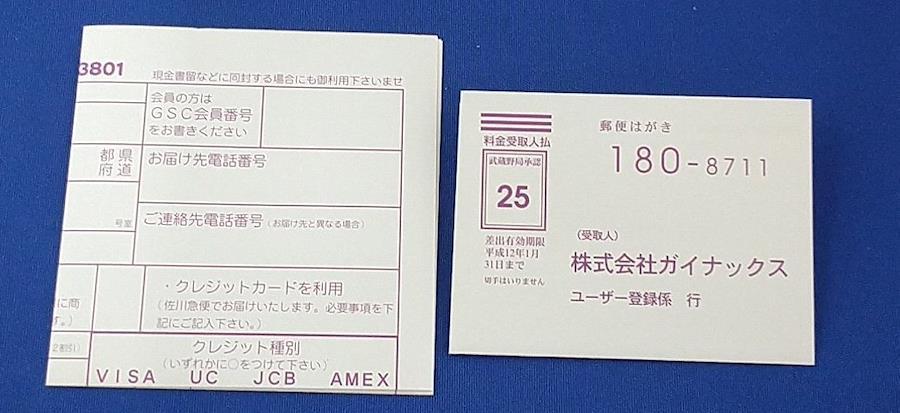 3801
現金書留などに同封する場合にも御利用下さいませ
会員の方は
GSC会員番号
をお書きください
都 県
府 道
お届け先電話番号
号室
ご連絡先電話番号(お届け先と異なる場合)
・クレジットカードを利用
(佐川急便でお届けいたします。必要事項を下
記にご記入下さい。)
に商
す。)
クレジット種別
(いずれかに○をつけて下さい)
VISA UC JCB AMEX
料金受取人払
武蔵野局承認
25
差出有効期限
平成12年1月
31日まで
切手はいりません
郵便はがき
180-8711
(受取人)
株式会社ガイナックス
ユーザー登録係 行